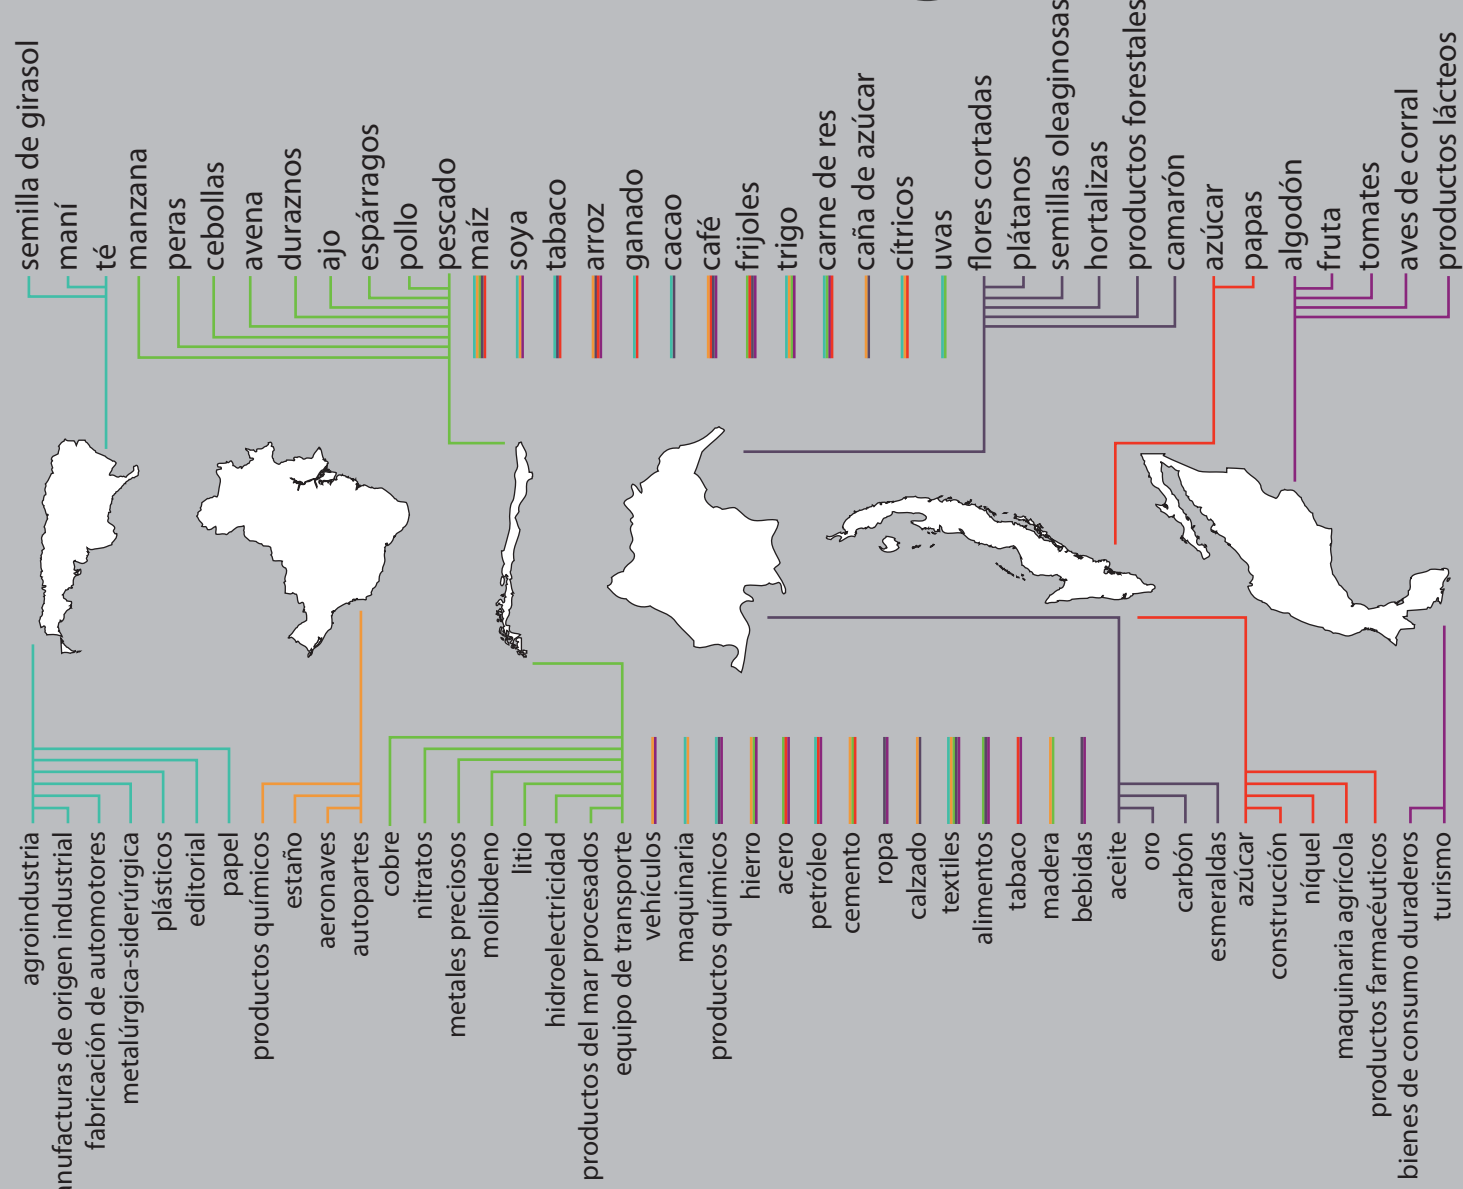 semilla de girasol
maní
té
manzana
peras
cebollas
avena
duraznos
ajo
espárragos
pollo
pescado
maíz
soya
tabaco
arroz
ganado
cacao
café
frijoles
trigo
carne de res
caña de azúcar
cítricos
uvas
flores cortadas
plátanos
semillas oleaginosas
hortalizas
productos forestales
camarón
azúcar
papas
algodón
fruta
tomates
aves de corral
productos lácteos
agroindustria
anufacturas de origen industrial
fabricación de automotores
metalúrgica-siderúrgica
plásticos
editorial
papel
productos químicos
estaño
aeronaves
autopartes
cobre
nitratos
metales preciosos
molibdeno
litio
hidroelectricidad
productos del mar procesados
equipo de transporte
vehículos
maquinaria
productos químicos
hierro
acero
petróleo
cemento
ropa
calzado
textiles
alimentos
tabaco
madera
bebidas
aceite
oro
carbón
esmeraldas
azúcar
construcción
níquel
maquinaria agrícola
productos farmacéuticos
bienes de consumo duraderos
turismo